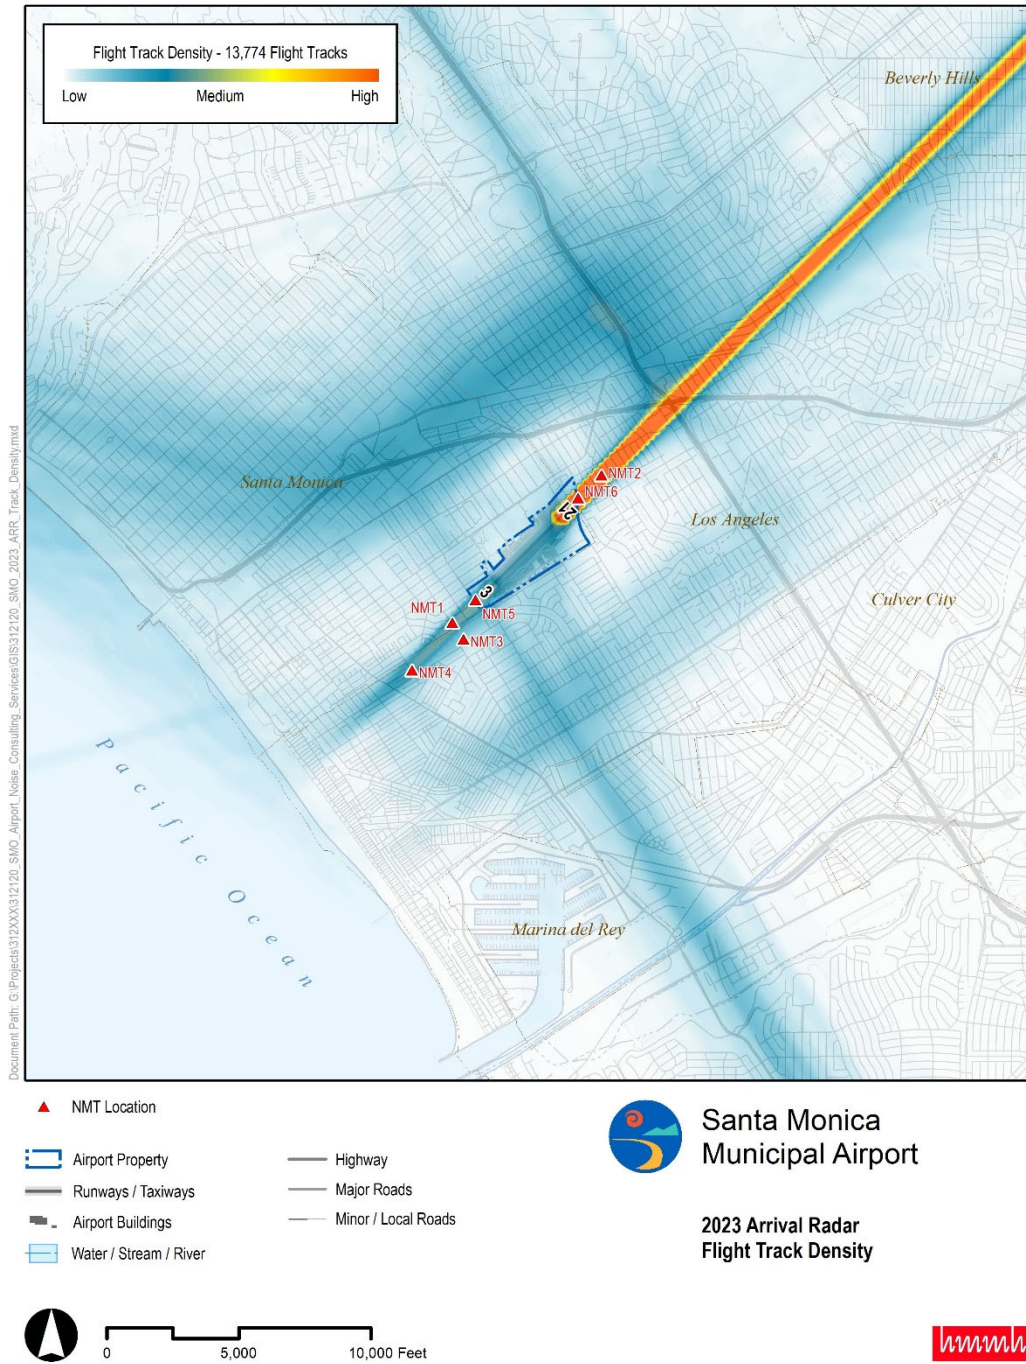 Flight Track Density - 13,774 Flight Tracks
Low Medium High
Beverly Hills
Santa Monica
NMT2
NMT6
21
Los Angeles
3
NMT1
NMT5
NMT3
NMT4
Culver City
Pacific Ocean
Marina del Rey
Document Path: G:\Projects\312XXX\312120_SMO_Airport_Noise_Consulting_Services\GIS\312120_SMO_2023_ARR_Track_Density.mxd
NMT Location
Airport Property
Runways / Taxiways
Airport Buildings
Water / Stream / River
Highway
Major Roads
Minor / Local Roads
Santa Monica
Municipal Airport
2023 Arrival Radar
Flight Track Density
0 5,000 10,000 Feet
hmmh